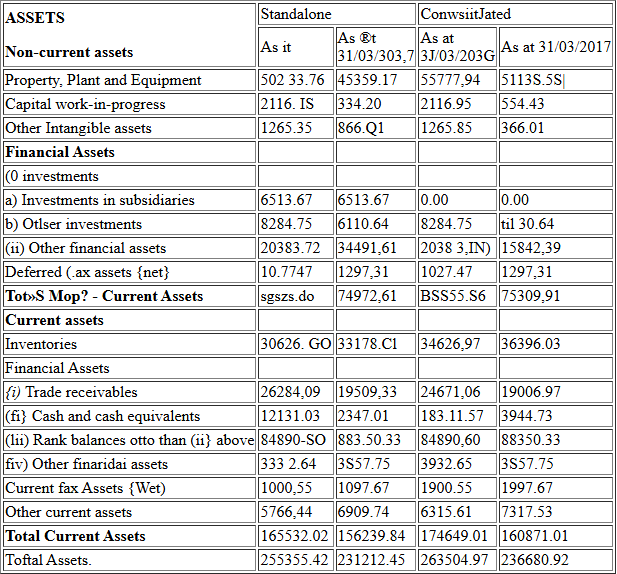 ASSETS Standalone ConwsiitJated
Non-current assets As it As ®t 31/03/303,7 As at 3J/03/203G As at 31/03/2017
Property, Plant and Equipment 502 33.76 45359.17 55777,94 5113S.5S|
Capital work-in-progress 2116. IS 334.20 2116.95 554.43
Other Intangible assets 1265.35 866.Q1 1265.85 366.01
Financial Assets
(0 investments
a) Investments in subsidiaries 6513.67 6513.67 0.00 0.00
b) Otlser investments 8284.75 6110.64 8284.75 til 30.64
(ii) Other financial assets 20383.72 34491,61 2038 3,IN) 15842,39
Deferred (.ax assets {net} 10.7747 1297,31 1027.47 1297,31
Tot»S Mop? - Current Assets sgszs.do 74972,61 BSS55.S6 75309,91
Current assets
Inventories 30626. GO 33178.C1 34626,97 36396.03
Financial Assets
{i) Trade receivables 26284,09 19509,33 24671,06 19006.97
(fi} Cash and cash equivalents 12131.03 2347.01 183.11.57 3944.73
(lii) Rank balances otto than (ii} above 84890-SO 883.50.33 84890,60 88350.33
fiv) Other finaridai assets 333 2.64 3S57.75 3932.65 3S57.75
Current fax Assets {Wet) 1000,55 1097.67 1900.55 1997.67
Other current assets 5766,44 6909.74 6315.61 7317.53
Total Current Assets 165532.02 156239.84 174649.01 160871.01
Toftal Assets. 255355.42 231212.45 263504.97 236680.92